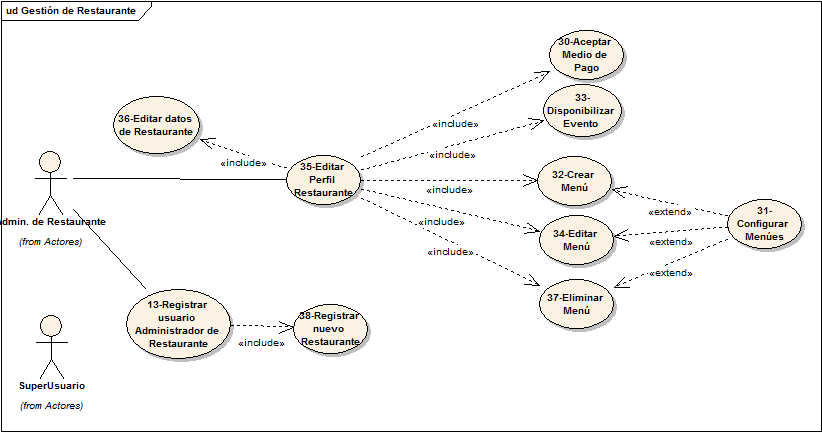 ud Gestión de Restaurante
30-Aceptar
Medio de
Pago
33-
Disponibilizar
Evento
36-Editar datos
de Restaurante
«include»
«include»
«include»
35-Editar
Perfil
Restaurante
«include»
«include»
«include»
32-Crear
Menú
34-Editar
Menú
37-Eliminar
Menú
«extend»
«extend»
«extend»
31-
Configurar
Menúes
dmin. de Restaurante
(from Actores)
13-Registrar
usuario
Administrador de
Restaurante
«include»
38-Registrar
nuevo
Restaurante
SuperUsuario
(from Actores)